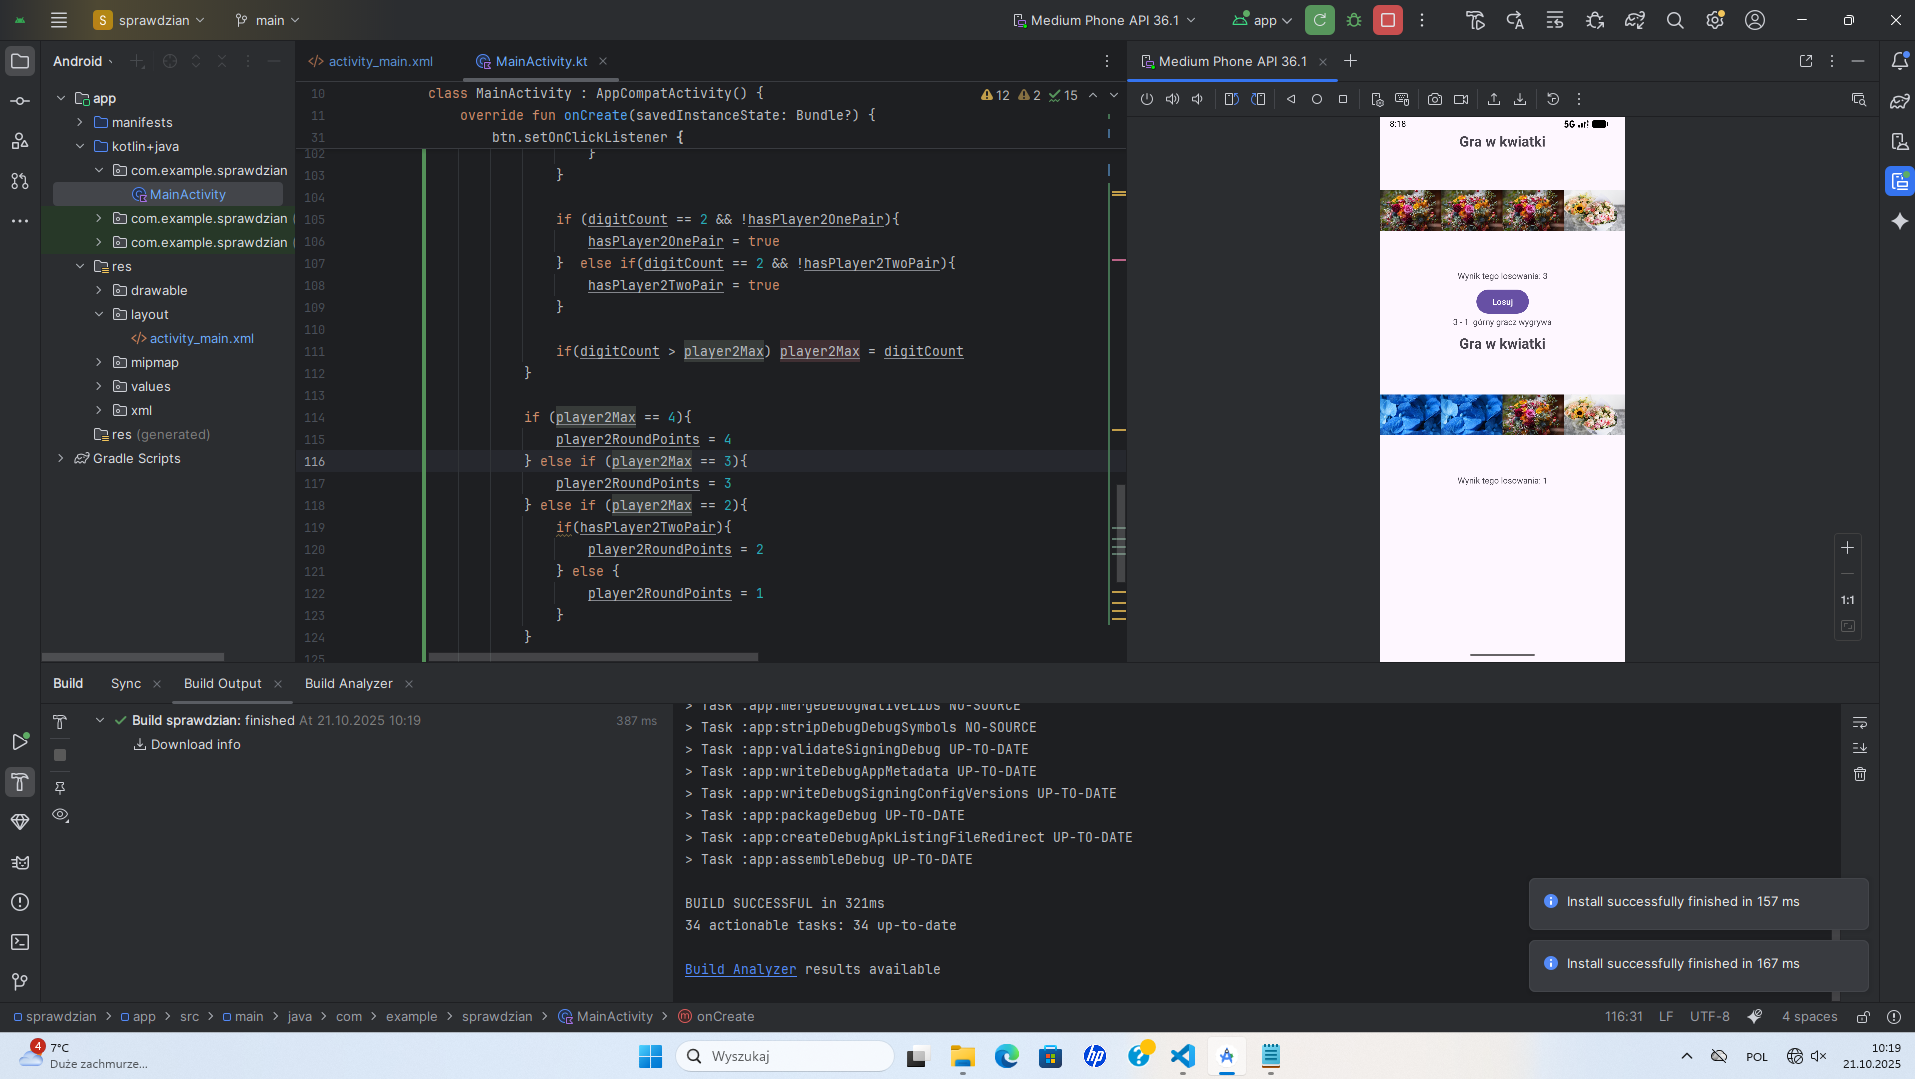 S sprawdzian main
Medium Phone API 36.1 app
Android
activity_main.xml MainActivity.kt
Medium Phone API 36.1
app
manifests
kotlin+java
com.example.sprawdzian
MainActivity
com.example.sprawdzian (
com.example.sprawdzian (
res
drawable
layout
activity_main.xml
mipmap
values
xml
res (generated)
Gradle Scripts
12 2 15
10 class MainActivity : AppCompatActivity() {
11 override fun onCreate(savedInstanceState: Bundle?) {
31 btn.setOnClickListener {
102 }
103 }
104
105 if (digitCount == 2 && !hasPlayer2OnePair){
106 hasPlayer2OnePair = true
107 } else if(digitCount == 2 && !hasPlayer2TwoPair){
108 hasPlayer2TwoPair = true
109 }
110
111 if(digitCount > player2Max) player2Max = digitCount
112 }
113
114 if (player2Max == 4){
115 player2RoundPoints = 4
116 } else if (player2Max == 3){
117 player2RoundPoints = 3
118 } else if (player2Max == 2){
119 if(hasPlayer2TwoPair){
120 player2RoundPoints = 2
121 } else {
122 player2RoundPoints = 1
123 }
124 }
125
8:18 5G
Gra w kwiatki
Wynik tego losowania: 3
Losuj
3 - 1 górny gracz wygrywa
Gra w kwiatki
Wynik tego losowania: 1
1:1
Build Sync Build Output Build Analyzer
Build sprawdzian: finished At 21.10.2025 10:19 387 ms
Download info
> Task :app:mergeDebugNativeLibs NO-SOURCE
> Task :app:stripDebugDebugSymbols NO-SOURCE
> Task :app:validateSigningDebug UP-TO-DATE
> Task :app:writeDebugAppMetadata UP-TO-DATE
> Task :app:writeDebugSigningConfigVersions UP-TO-DATE
> Task :app:packageDebug UP-TO-DATE
> Task :app:createDebugApkListingFileRedirect UP-TO-DATE
> Task :app:assembleDebug UP-TO-DATE
BUILD SUCCESSFUL in 321ms
34 actionable tasks: 34 up-to-date
Build Analyzer results available
Install successfully finished in 157 ms
Install successfully finished in 167 ms
sprawdzian > app > src > main > java > com > example > sprawdzian > MainActivity > onCreate
116:31 LF UTF-8 4 spaces
4
7°C
Duże zachmurze...
Wyszukaj
hp
POL
10:19
21.10.2025